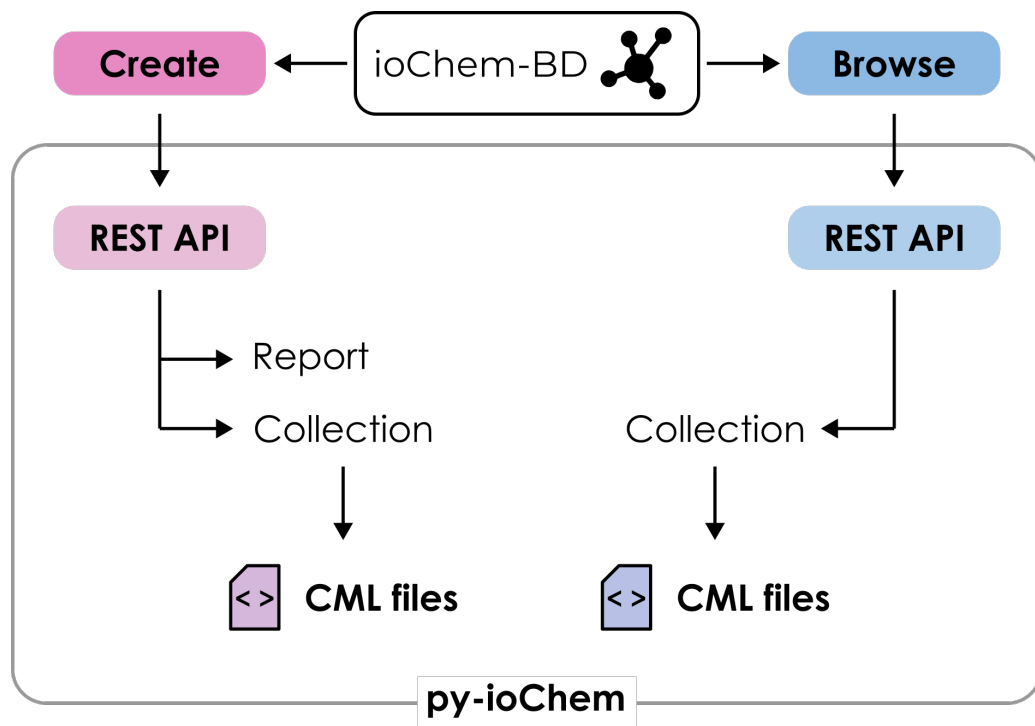 Create
ioChem-BD
Browse
REST API
REST API
Report
Collection
Collection
< >
CML files
< >
CML files
py-ioChem